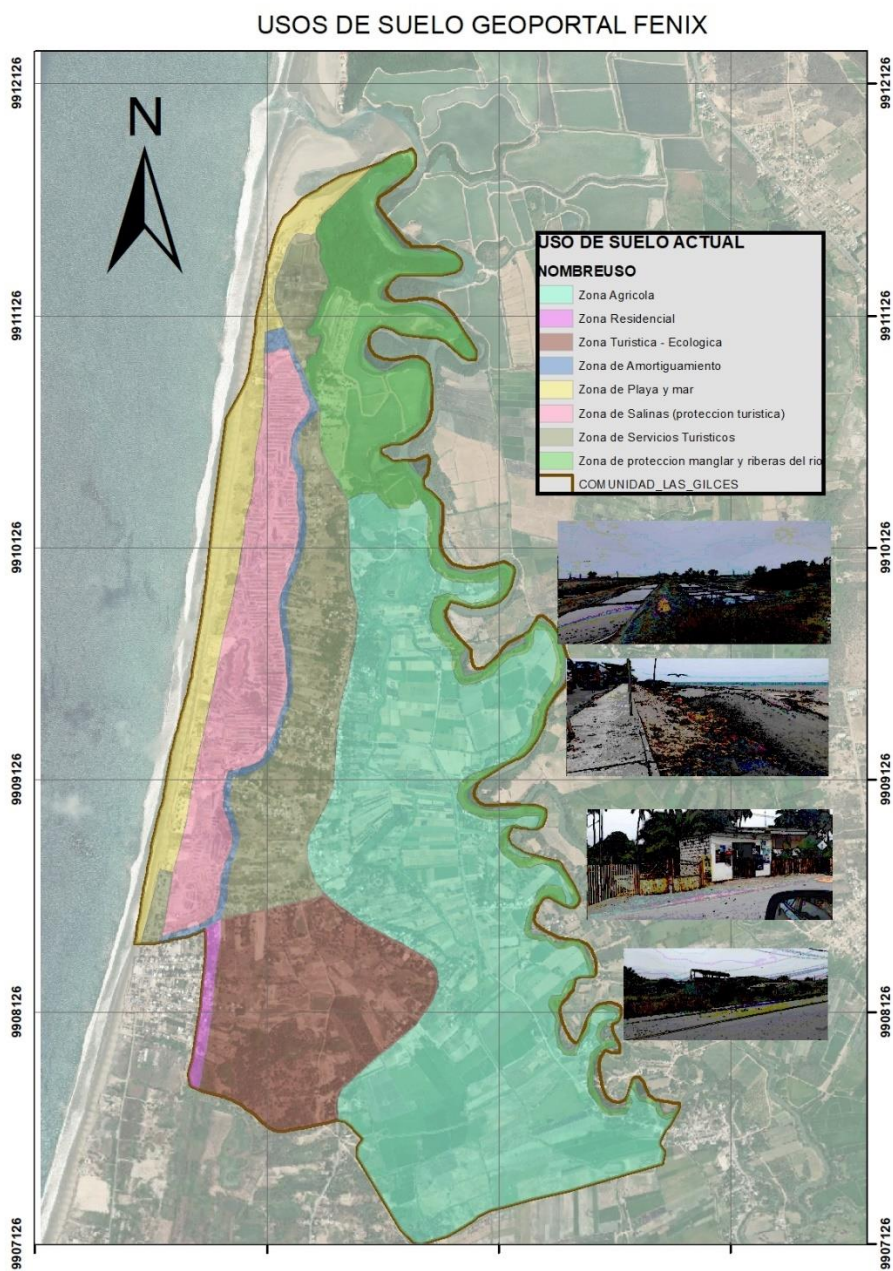 USOS DE SUELO GEOPORTAL FENIX
9912126
9912126
N
USO DE SUELO ACTUAL
NOMBREUSO
Zona Agricola
Zona Residencial
Zona Turistica - Ecologica
Zona de Amortiguamiento
Zona de Playa y mar
Zona de Salinas (proteccion turistica)
Zona de Servicios Turisticos
Zona de proteccion manglar y riberas del rio
COMUNIDAD_LAS_GILCES
9911126
9911126
9910126
9910126
9909126
9909126
9908126
9908126
9907126
9907126